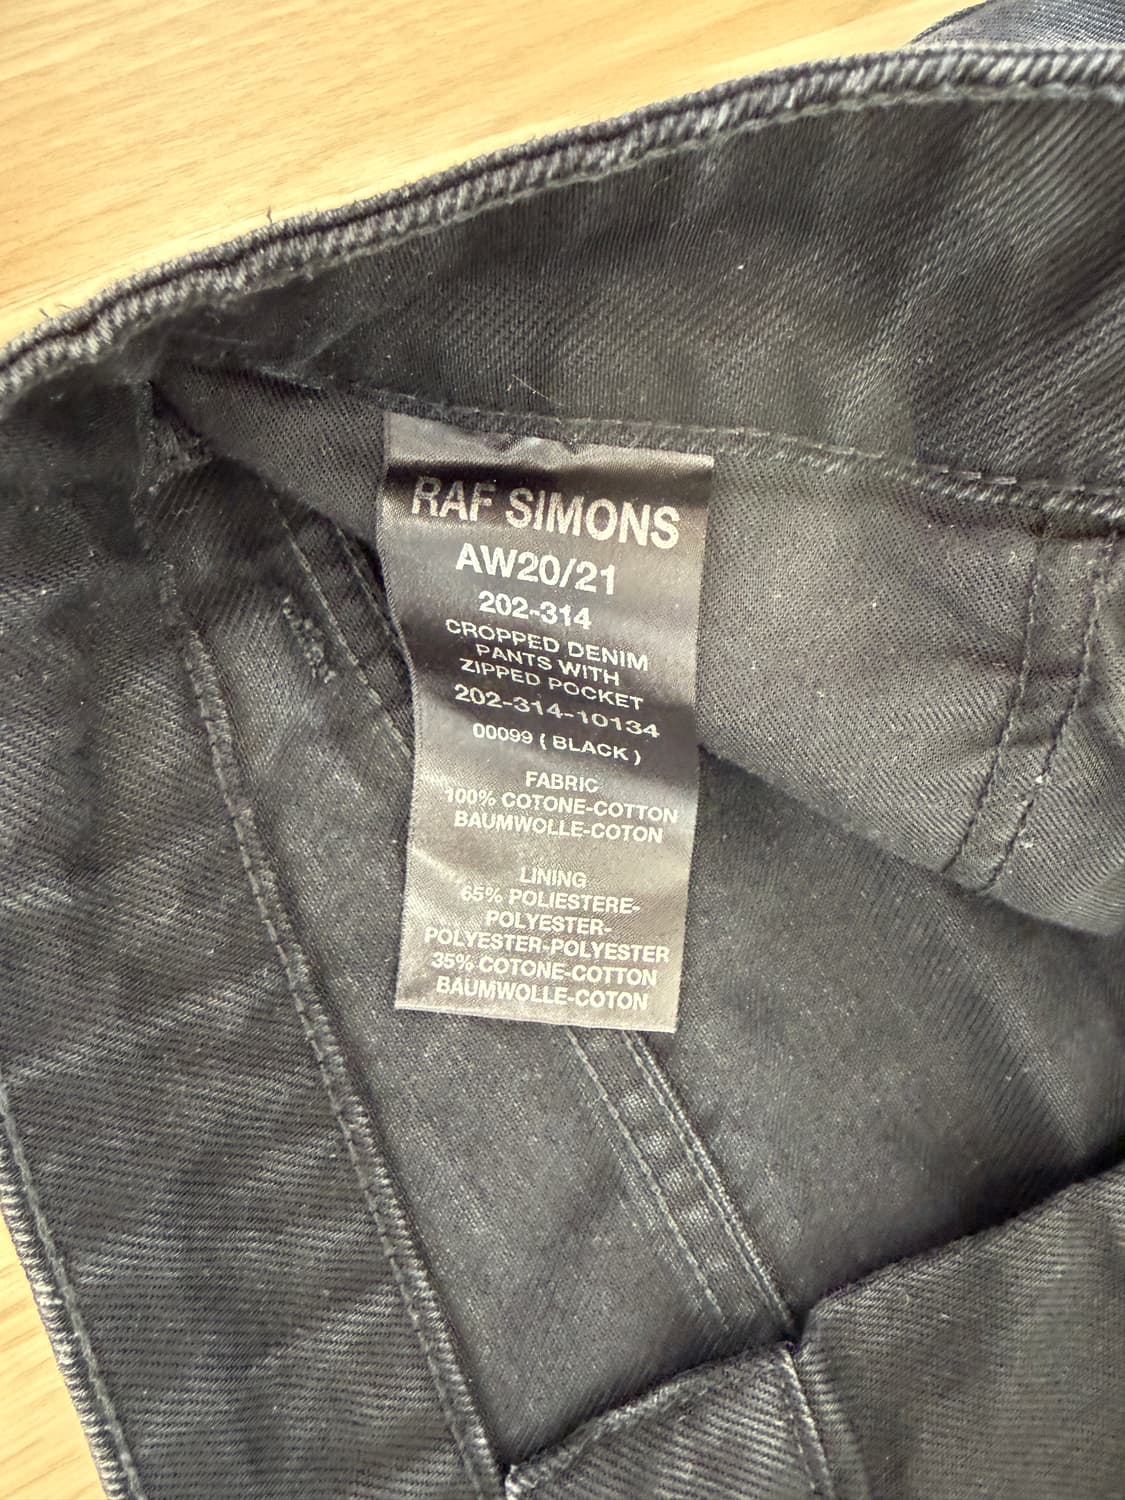 RAF SIMONS
AW20/21
202-314
CROPPED DENIM
PANTS WITH
ZIPPED POCKET
202-314-10134
00099 ( BLACK )
FABRIC
100% COTONE-COTTON
BAUMWOLLE-COTON
LINING
65% POLIESTERE-
POLYESTER-
POLYESTER-POLYESTER
35% COTONE-COTTON
BAUMWOLLE-COTON